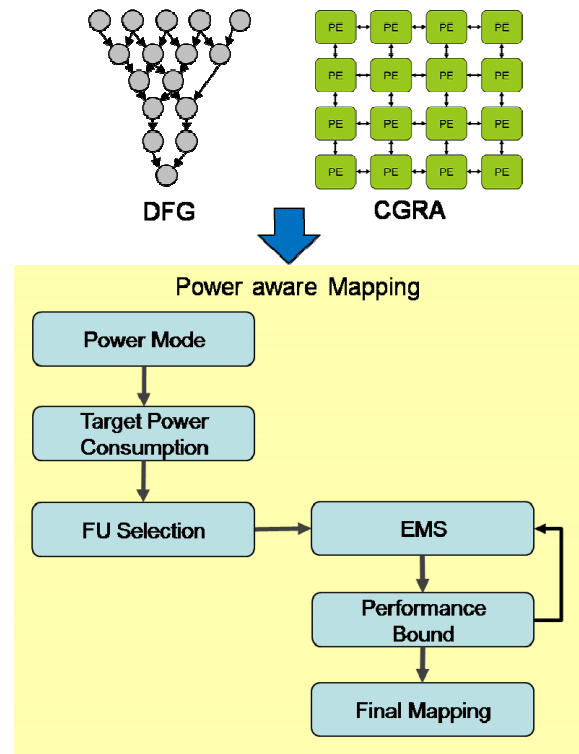 PE PE PE PE
PE PE PE PE
PE PE PE PE
PE PE PE PE
DFG CGRA
Power aware Mapping
Power Mode
Target Power
Consumption
FU Selection EMS
Performance
Bound
Final Mapping